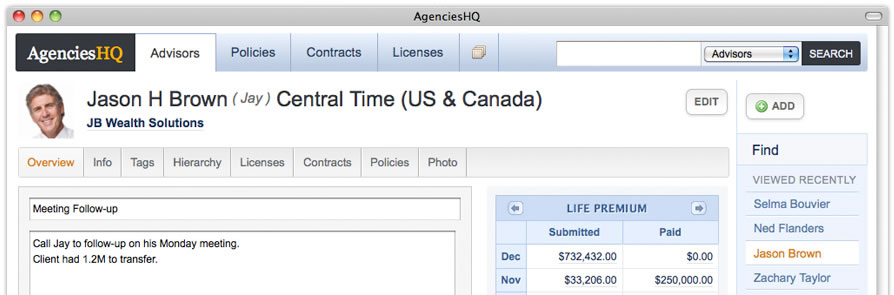 AgenciesHQ
AgenciesHQ Advisors Policies Contracts Licenses Advisors SEARCH
Jason H Brown (Jay) Central Time (US & Canada)
JB Wealth Solutions
EDIT
ADD
Overview Info Tags Hierarchy Licenses Contracts Policies Photo
Meeting Follow-up
Call Jay to follow-up on his Monday meeting.
Client had 1.2M to transfer.
LIFE PREMIUM
Submitted Paid
Dec $732,432.00 $0.00
Nov $33,206.00 $250,000.00
Find
VIEWED RECENTLY
Selma Bouvier
Ned Flanders
Jason Brown
Zachary Taylor